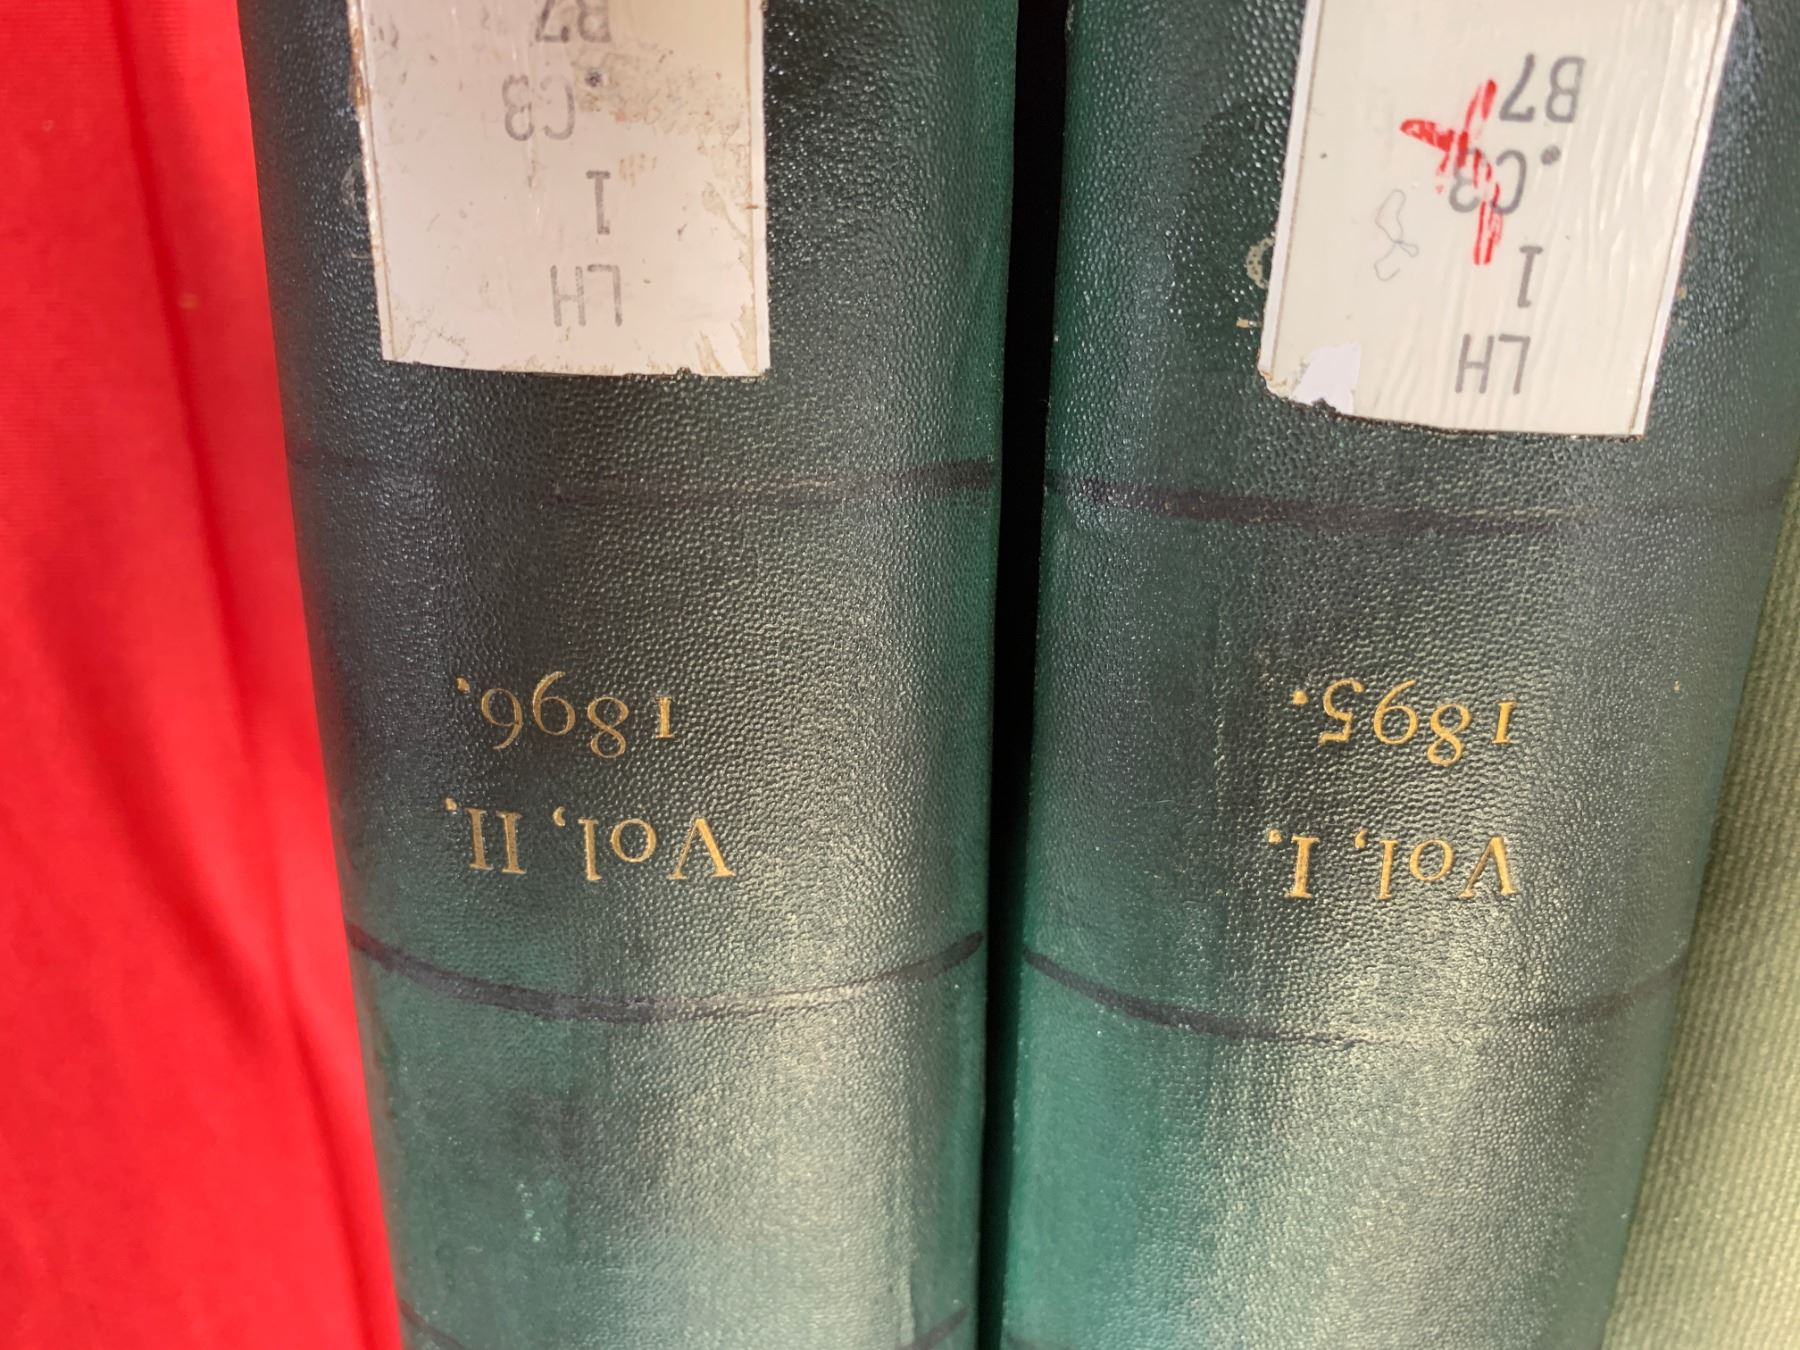 Vol, I.
1895.
LH
1
.C3
B7
Vol, II.
1896.
LH
1
.C3
B7